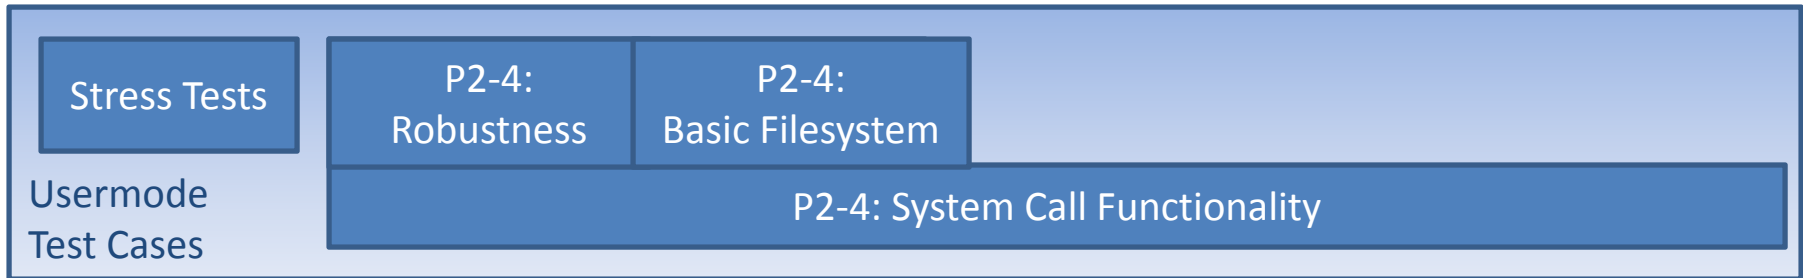 Stress Tests
P2-4:
Robustness
P2-4:
Basic Filesystem
P2-4: System Call Functionality
Usermode
Test Cases